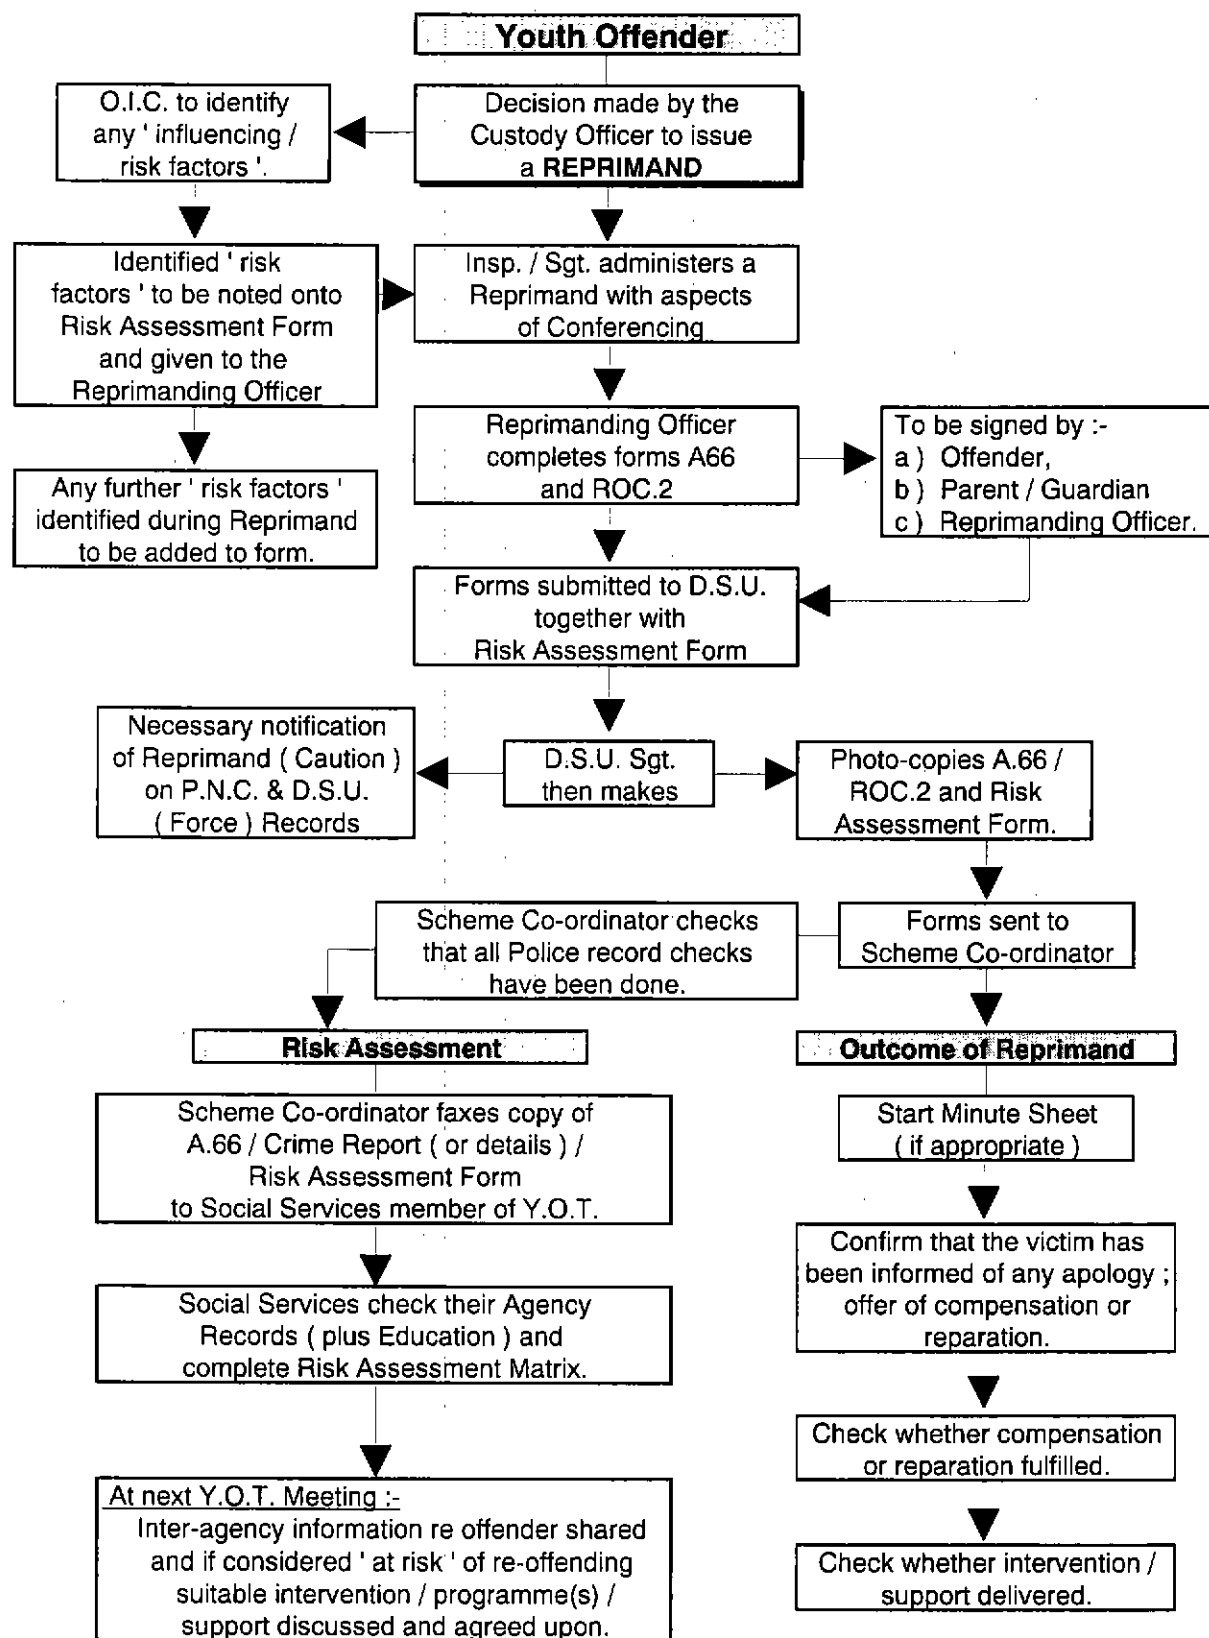 Youth Offender
O.I.C. to identify
any ' influencing /
risk factors '.
Decision made by the
Custody Officer to issue
a REPRIMAND
Identified ' risk
factors ' to be noted onto
Risk Assessment Form
and given to the
Reprimanding Officer
Insp. / Sgt. administers a
Reprimand with aspects
of Conferencing
Any further ' risk factors '
identified during Reprimand
to be added to form.
Reprimanding Officer
completes forms A66
and ROC.2
To be signed by :-
a ) Offender,
b ) Parent / Guardian
c ) Reprimanding Officer.
Forms submitted to D.S.U.
together with
Risk Assessment Form
Necessary notification
of Reprimand ( Caution )
on P.N.C. & D.S.U.
( Force ) Records
D.S.U. Sgt.
then makes
Photo-copies A.66 /
ROC.2 and Risk
Assessment Form.
Scheme Co-ordinator checks
that all Police record checks
have been done.
Forms sent to
Scheme Co-ordinator
Risk Assessment
Scheme Co-ordinator faxes copy of
A.66 / Crime Report ( or details ) /
Risk Assessment Form
to Social Services member of Y.O.T.
Social Services check their Agency
Records ( plus Education ) and
complete Risk Assessment Matrix.
At next Y.O.T. Meeting :-
Inter-agency information re offender shared
and if considered ' at risk ' of re-offending
suitable intervention / programme(s) /
support discussed and agreed upon.
Outcome of Reprimand
Start Minute Sheet
( if appropriate )
Confirm that the victim has
been informed of any apology ;
offer of compensation or
reparation.
Check whether compensation
or reparation fulfilled.
Check whether intervention /
support delivered.